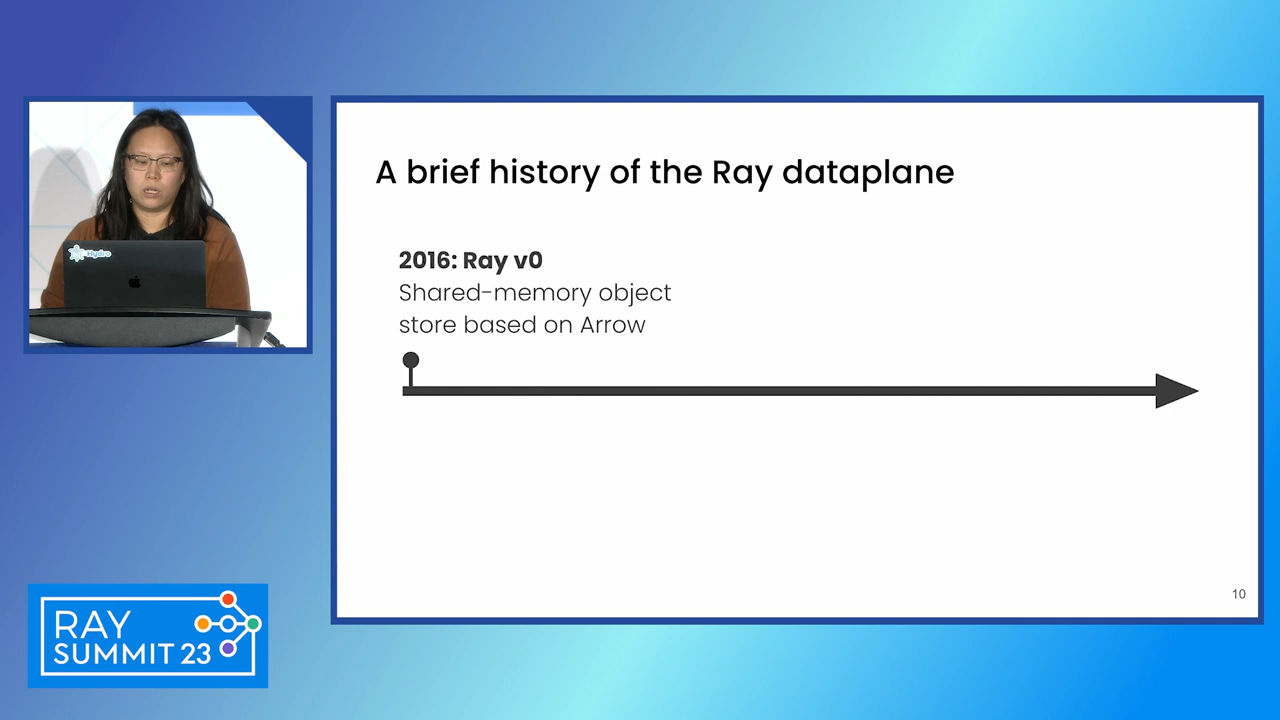 A brief history of the Ray dataplane
2016: Ray v0
Shared-memory object
store based on Arrow
10
Hydro
RAY
SUMMIT 23